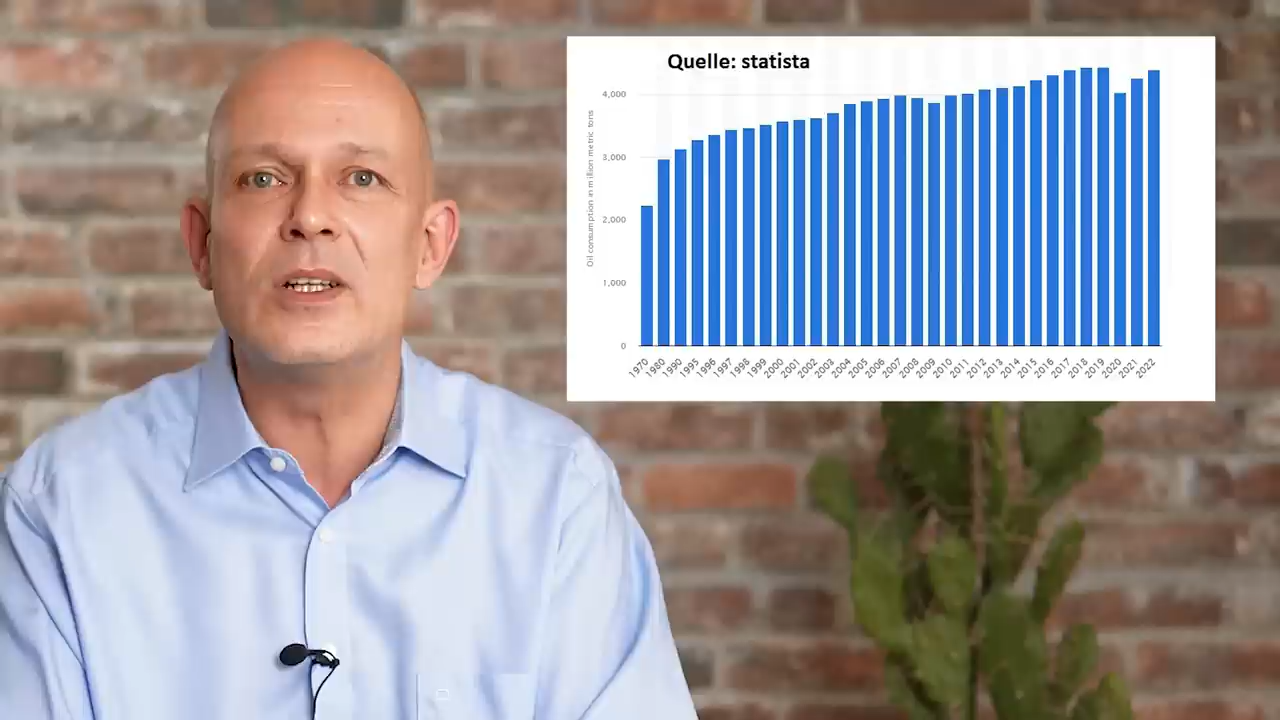 Quelle: statista
4,000
3,000
2,000
1,000
0
Oil consumption in million metric tons
1970 1980 1990 1995 1996 1997 1998 1999 2000 2001 2002 2003 2004 2005 2006 2007 2008 2009 2010 2011 2012 2013 2014 2015 2016 2017 2018 2019 2020 2021 2022